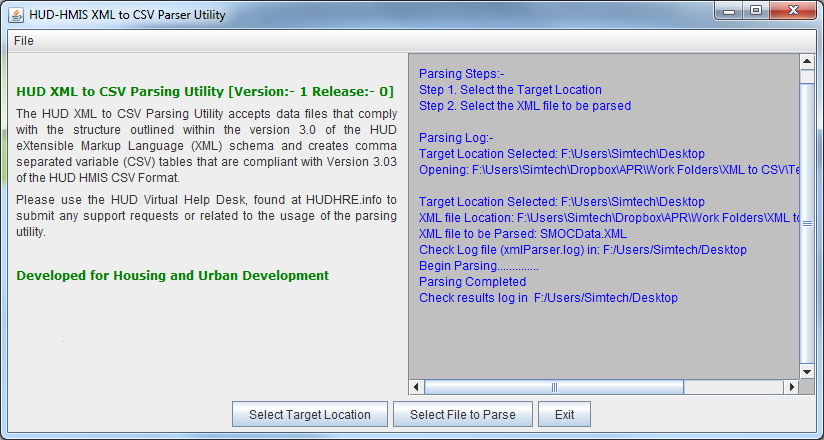 HUD-HMIS XML to CSV Parser Utility
File
HUD XML to CSV Parsing Utility [Version:- 1 Release:- 0]
The HUD XML to CSV Parsing Utility accepts data files that comply
with the structure outlined within the version 3.0 of the HUD
eXtensible Markup Language (XML) schema and creates comma
separated variable (CSV) tables that are compliant with Version 3.03
of the HUD HMIS CSV Format.
Please use the HUD Virtual Help Desk, found at HUDHRE.info to
submit any support requests or related to the usage of the parsing
utility.
Developed for Housing and Urban Development
Parsing Steps:-
Step 1. Select the Target Location
Step 2. Select the XML file to be parsed
Parsing Log:-
Target Location Selected: F:\Users\Simtech\Desktop
Opening: F:\Users\Simtech\Dropbox\APR\Work Folders\XML to CSV\Te
Target Location Selected: F:\Users\Simtech\Desktop
XML file Location: F:\Users\Simtech\Dropbox\APR\Work Folders\XML to
XML file to be Parsed: SMOCData.XML
Check Log file (xmlParser.log) in: F:/Users/Simtech/Desktop
Begin Parsing..............
Parsing Completed
Check results log in  F:/Users/Simtech/Desktop
Select Target Location
Select File to Parse
Exit